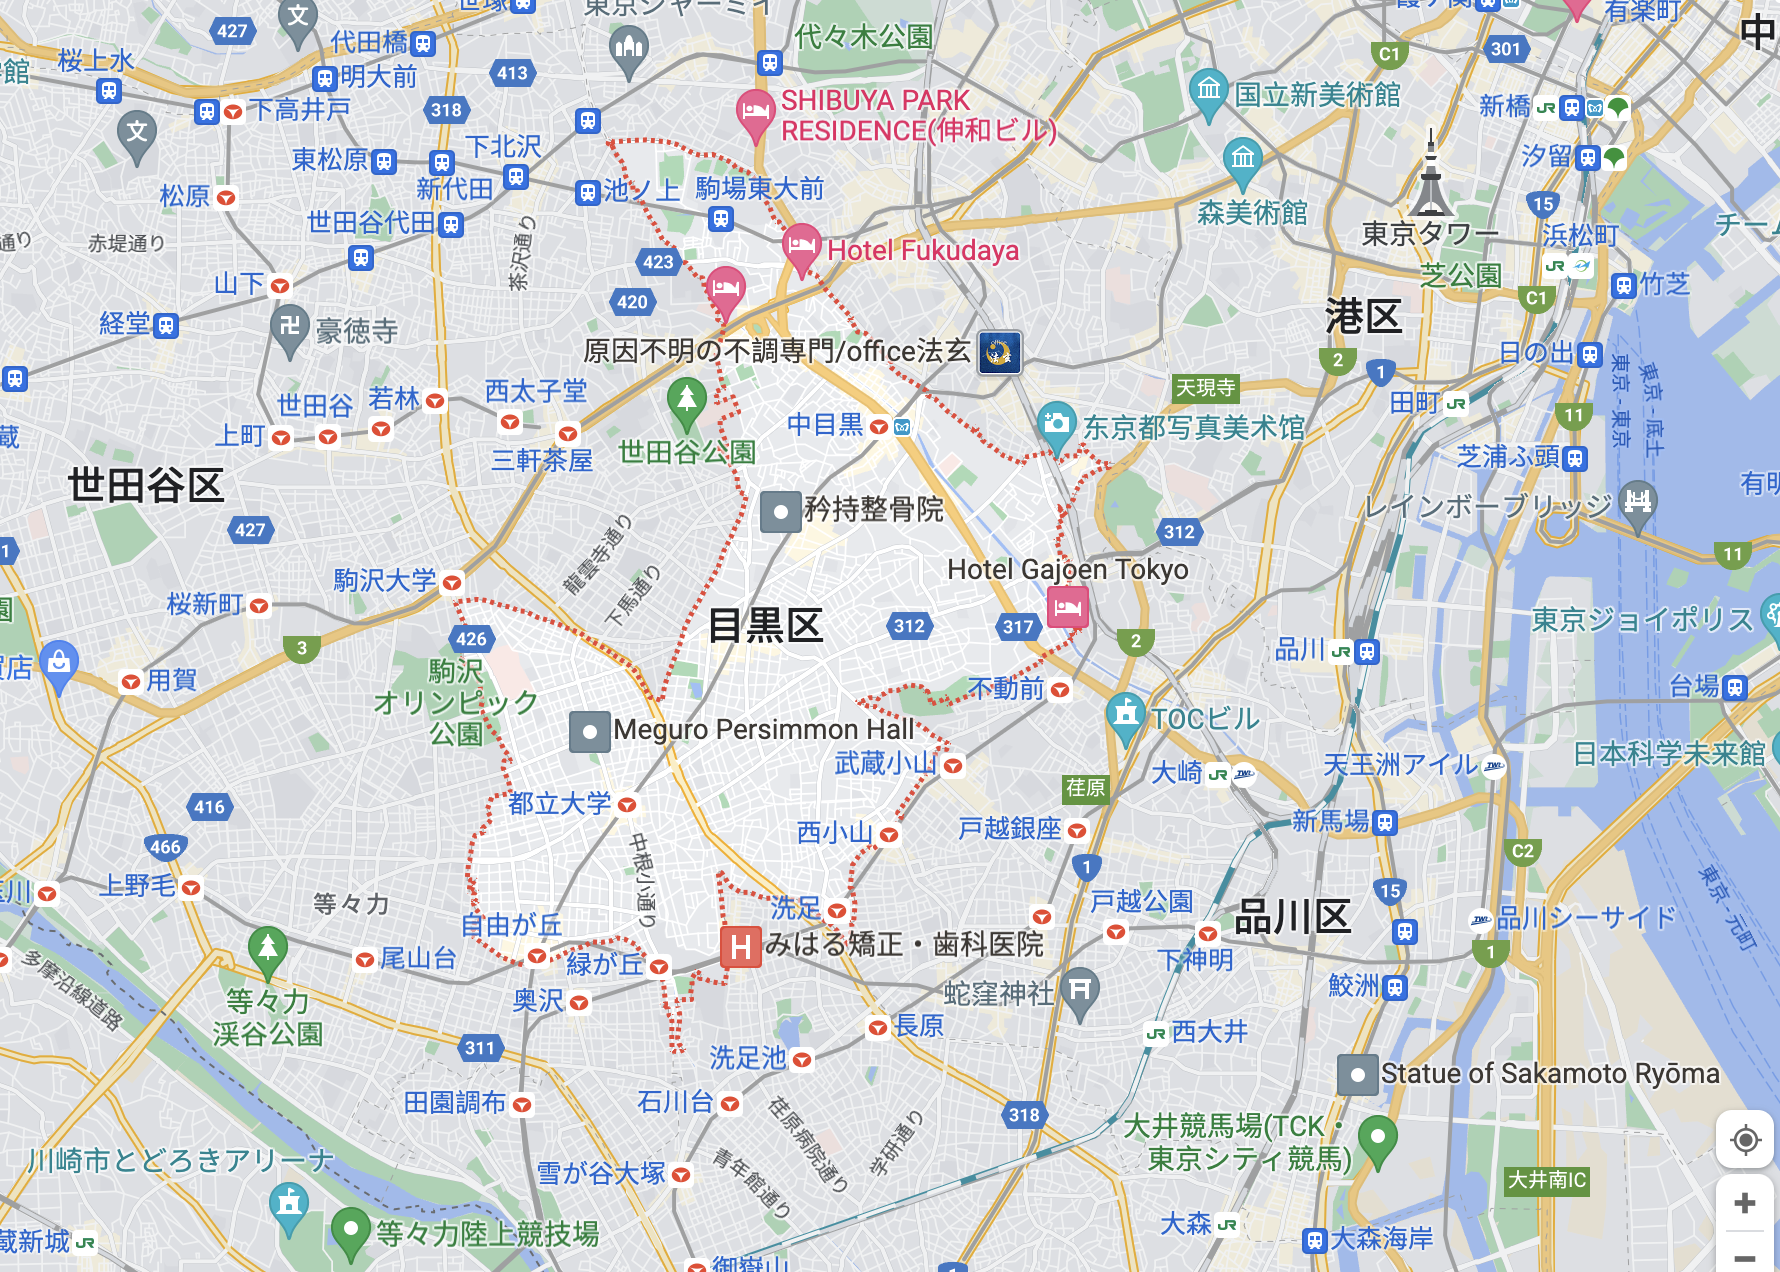 427
代田橋
代々木公園
有楽町
中
桜上水
明大前
413
C1
301
下高井戸
318
SHIBUYA PARK
RESIDENCE(伸和ビル)
国立新美術館
新橋
東松原
下北沢
汐留
松原
新代田
池ノ上
駒場東大前
15
世田谷代田
森美術館
東京タワー
浜松町
赤堤通り
茶沢通り
423
Hotel Fukudaya
芝公園
山下
420
C1
竹芝
経堂
豪徳寺
港区
原因不明の不調専門/office法玄
2
1
日の出
東京-東京
世田谷
若林
西太子堂
天現寺
田町
11
上町
三軒茶屋
世田谷公園
中目黒
东京都写真美术馆
芝浦ふ頭
世田谷区
矜持整骨院
レインボーブリッジ
427
312
11
龍雲寺通り
下馬通り
駒沢大学
Hotel Gajoen Tokyo
桜新町
目黒区
312
317
東京ジョイポリス
3
426
2
品川
駒沢
オリンピック
公園
用賀
不動前
台場
Meguro Persimmon Hall
TOCビル
武蔵小山
大崎
天王洲アイル
日本科学未来館
荏原
416
都立大学
西小山
戸越銀座
新馬場
466
中根小通り
C2
1
上野毛
等々力
洗足
戸越公園
15
東京-元町
自由が丘
品川区
品川シーサイド
尾山台
緑が丘
みはる矯正・歯科医院
下神明
1
多摩沿線道路
等々力
渓谷公園
奥沢
蛇窪神社
鮫洲
長原
西大井
311
洗足池
Statue of Sakamoto Ryōma
田園調布
石川台
318
大井競馬場(TCK・
東京シティ競馬)
荏原病院通り
学研通り
川崎市とどろきアリーナ
雪が谷大塚
青年館通り
大井南IC
等々力陸上競技場
大森
大森海岸
蔵新城
御嶽山